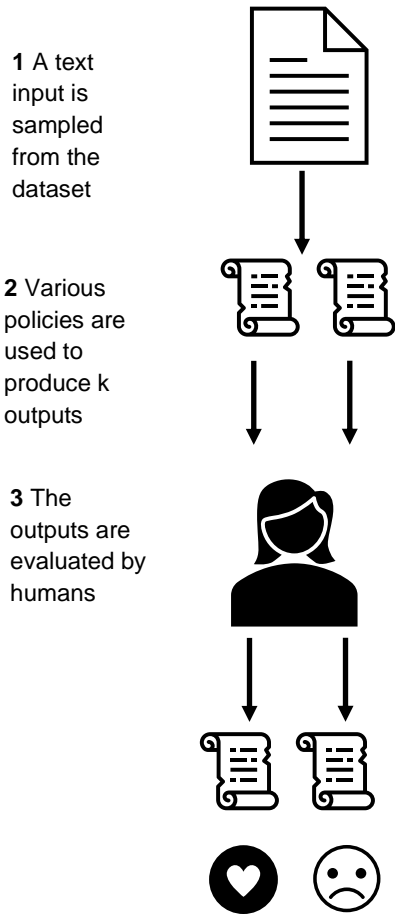 1 A text
input is
sampled
from the
dataset
2 Various
policies are
used to
produce k
outputs
3 The
outputs are
evaluated by
humans